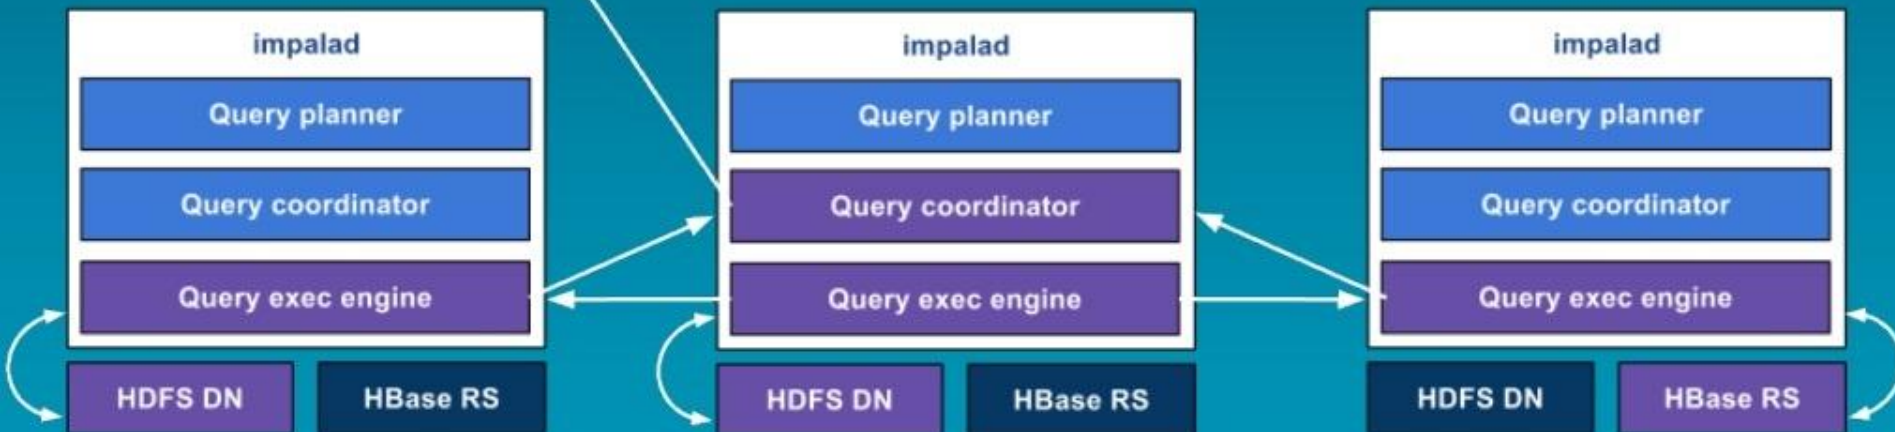 impalad
Query planner
Query coordinator
Query exec engine
HDFS DN
HBase RS
impalad
Query planner
Query coordinator
Query exec engine
HDFS DN
HBase RS
impalad
Query planner
Query coordinator
Query exec engine
HDFS DN
HBase RS